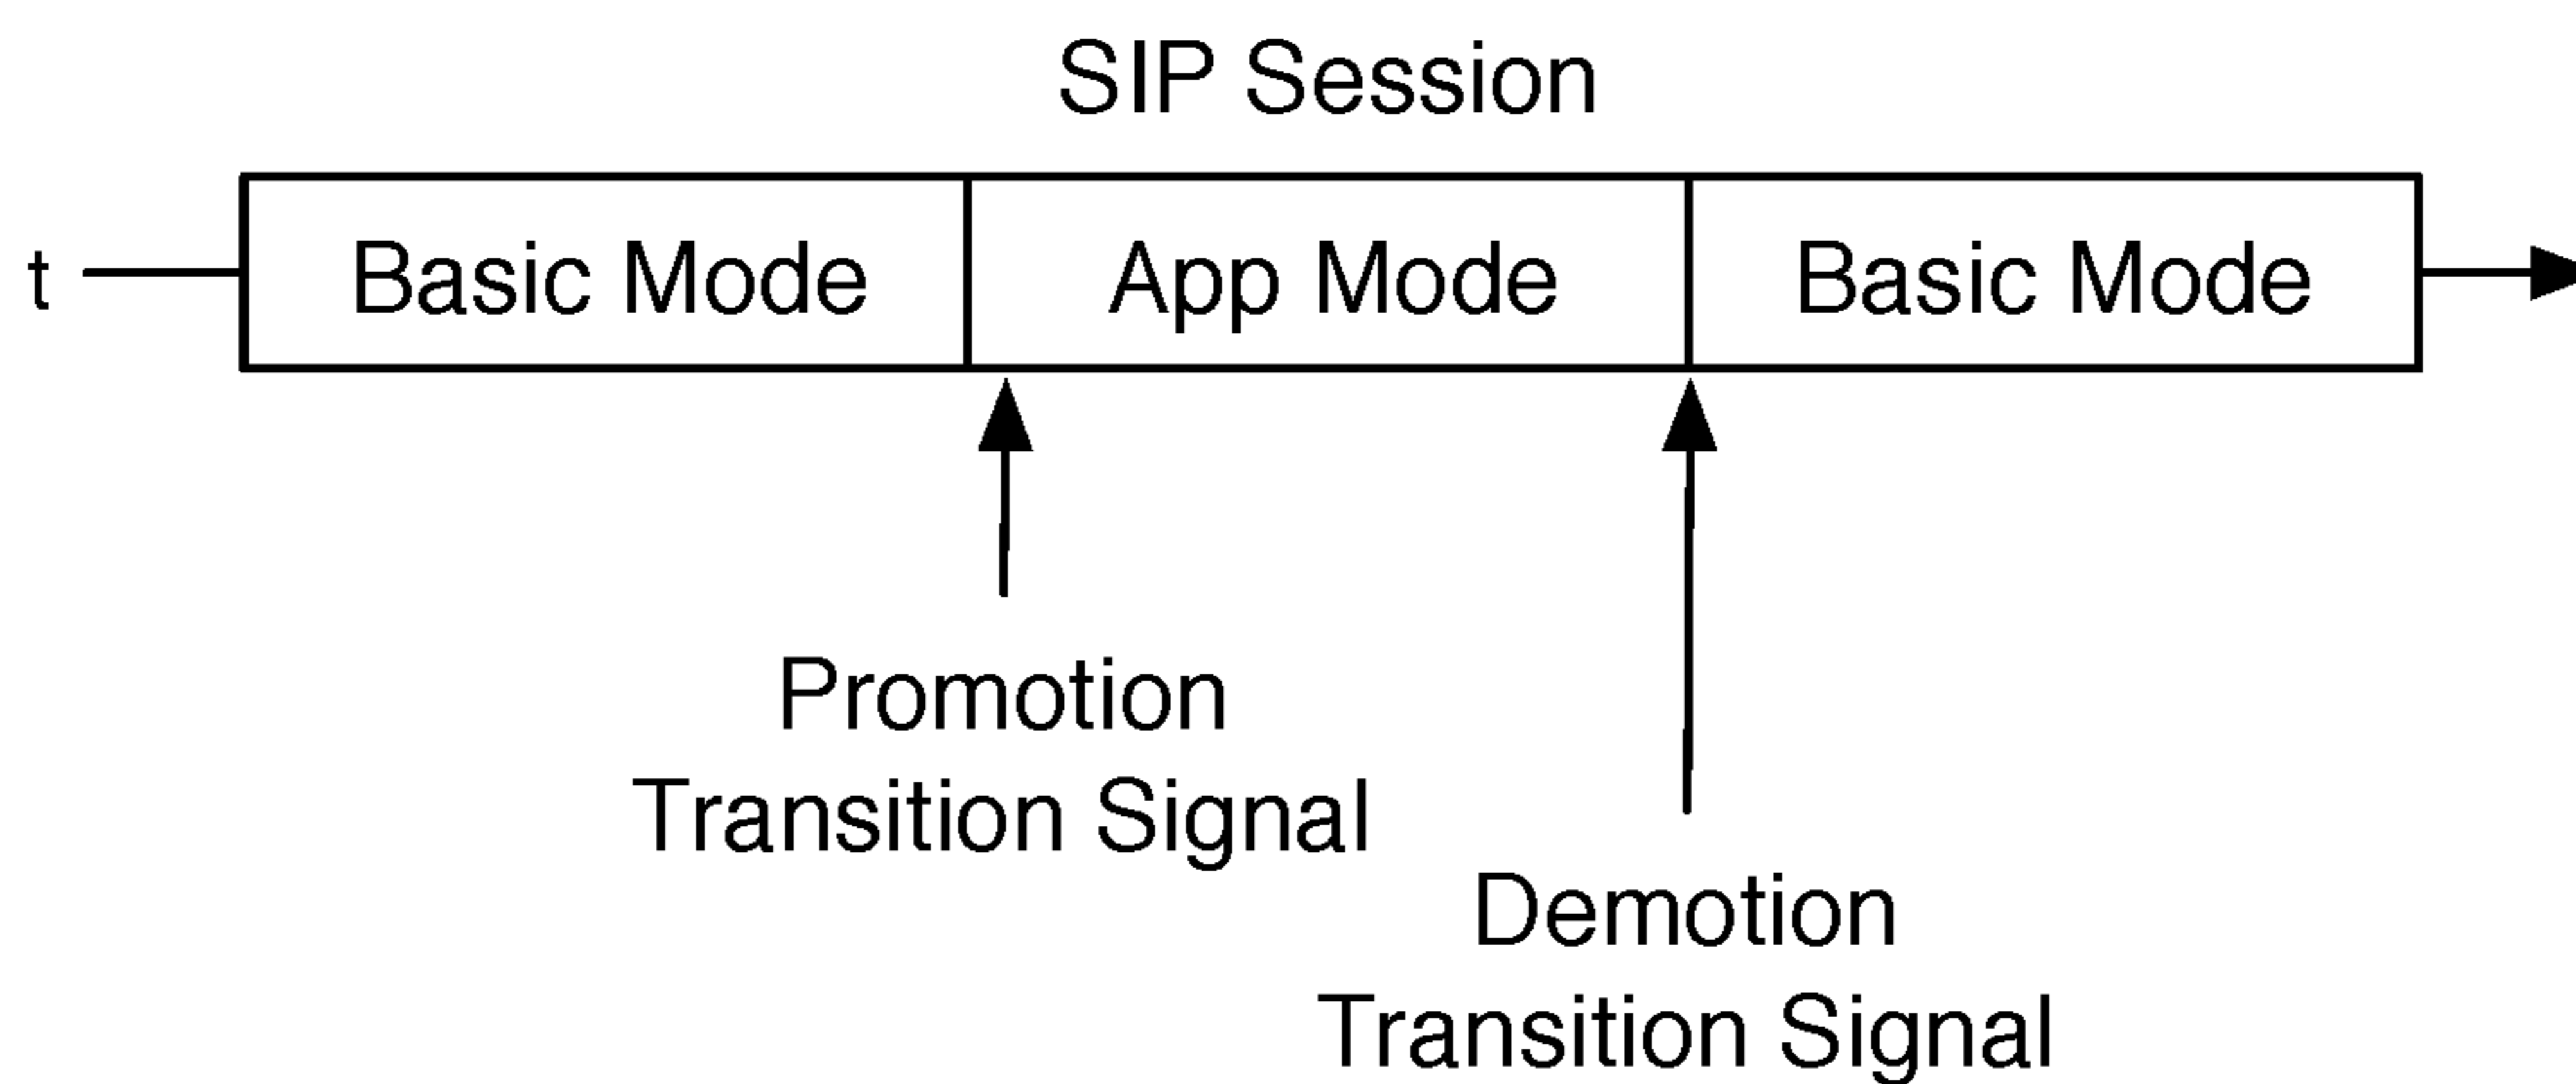 SIP Session
t
Basic Mode
App Mode
Basic Mode
Promotion
Transition Signal
Demotion
Transition Signal